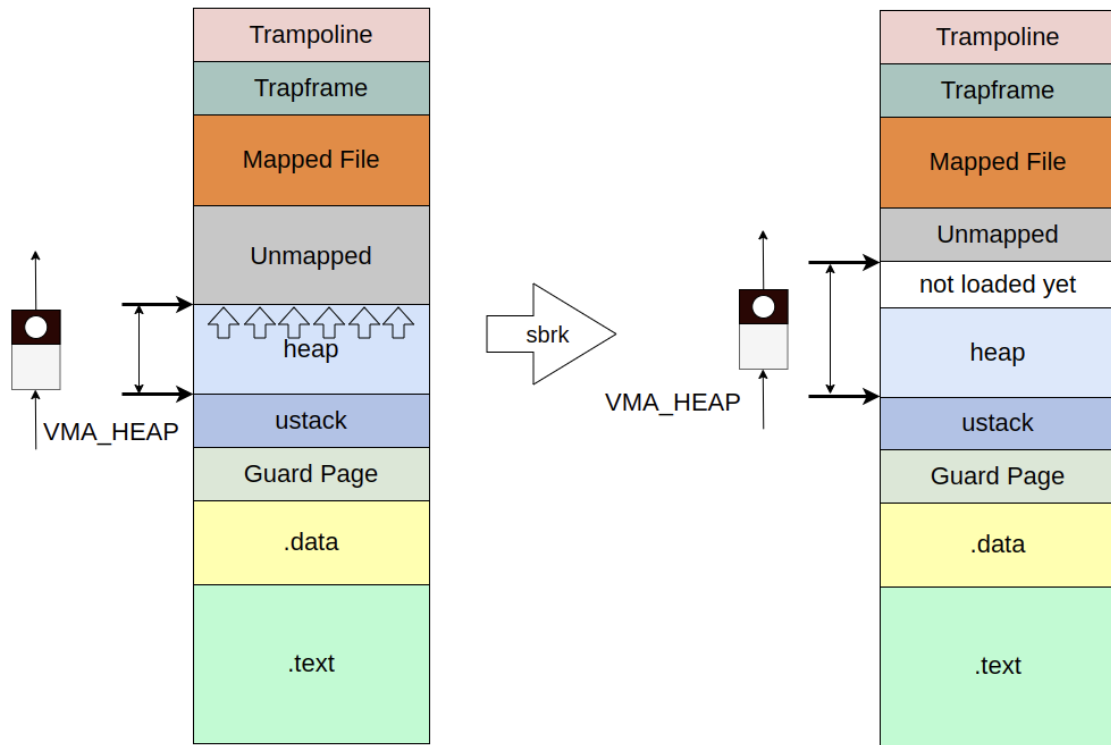 Trampoline
Trapframe
Mapped File
Unmapped
heap
VMA_HEAP
ustack
Guard Page
.data
.text
sbrk
Trampoline
Trapframe
Mapped File
Unmapped
not loaded yet
heap
VMA_HEAP
ustack
Guard Page
.data
.text